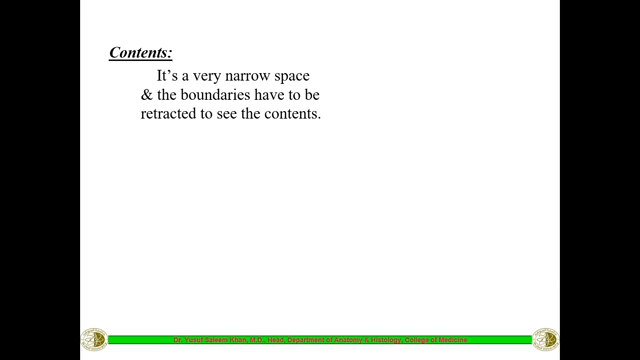 Contents:
It's a very narrow space
& the boundaries have to be
retracted to see the contents.
Dr. Yusuf Saleem Khan, M.D., Head, Department of Anatomy & Histology, College of Medicine